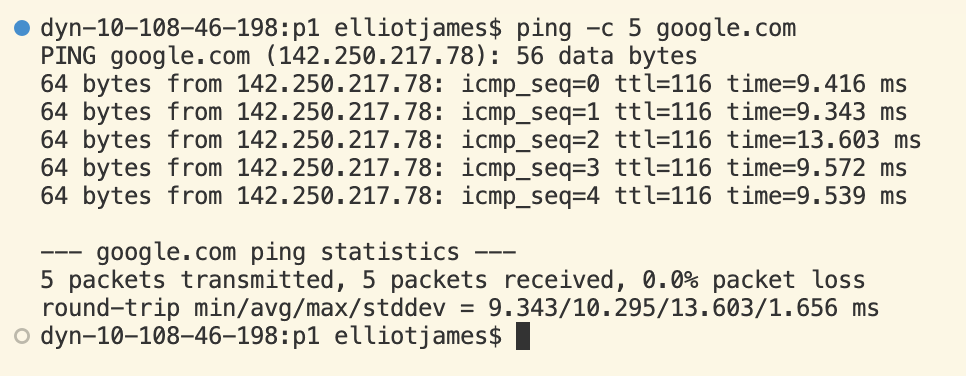 dyn-10-108-46-198:p1 elliotjames$ ping -c 5 google.com
PING google.com (142.250.217.78): 56 data bytes
64 bytes from 142.250.217.78: icmp_seq=0 ttl=116 time=9.416 ms
64 bytes from 142.250.217.78: icmp_seq=1 ttl=116 time=9.343 ms
64 bytes from 142.250.217.78: icmp_seq=2 ttl=116 time=13.603 ms
64 bytes from 142.250.217.78: icmp_seq=3 ttl=116 time=9.572 ms
64 bytes from 142.250.217.78: icmp_seq=4 ttl=116 time=9.539 ms

--- google.com ping statistics ---
5 packets transmitted, 5 packets received, 0.0% packet loss
round-trip min/avg/max/stddev = 9.343/10.295/13.603/1.656 ms
dyn-10-108-46-198:p1 elliotjames$